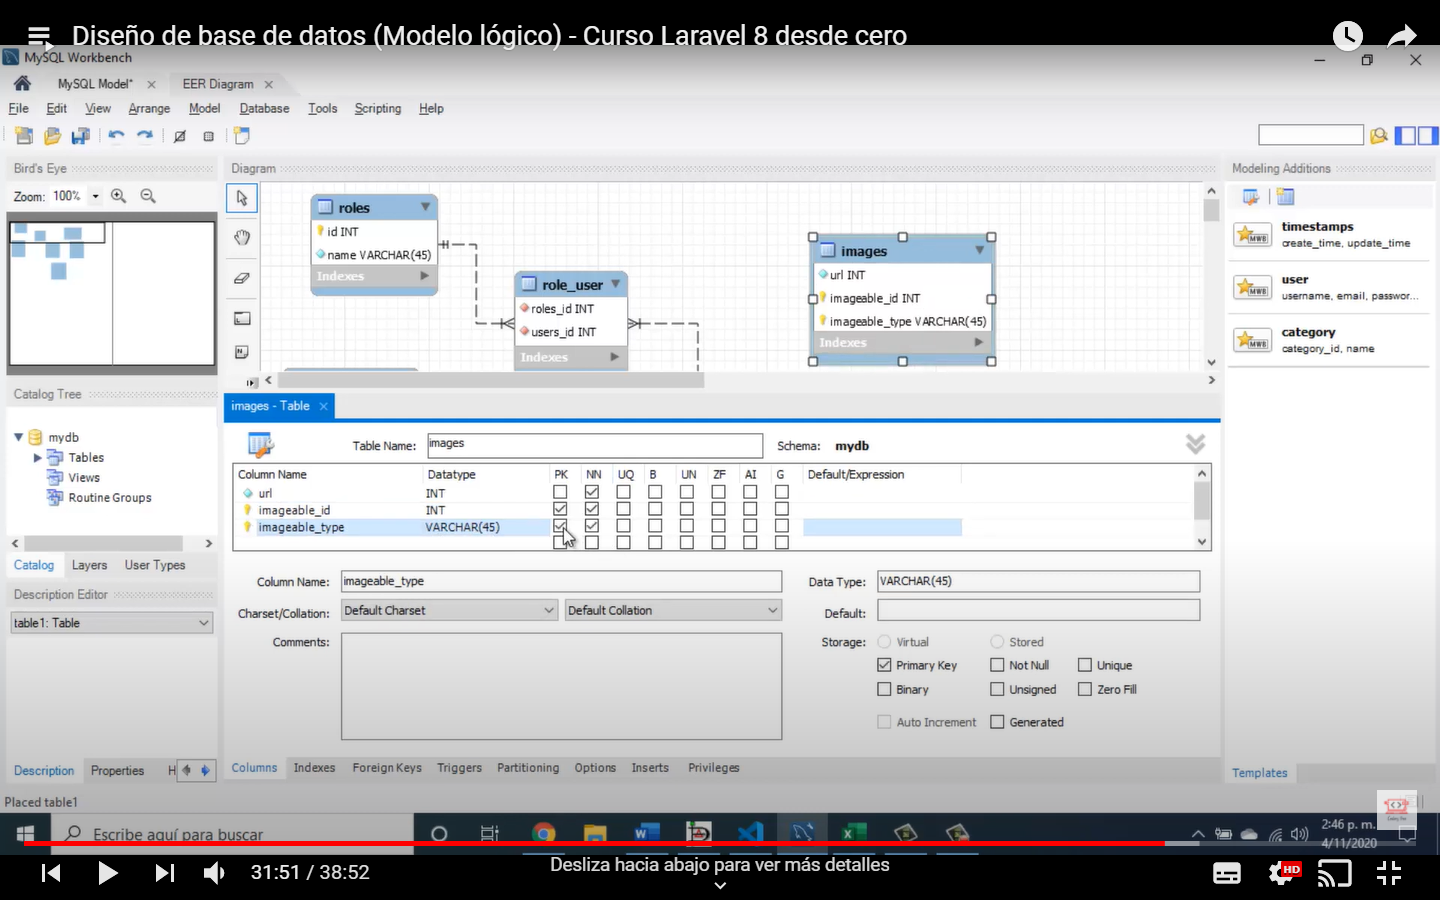 Diseño de base de datos (Modelo lógico) - Curso Laravel 8 desde cero
MySQL Workbench
MySQL Model* EER Diagram
File Edit View Arrange Model Database Tools Scripting Help
Bird's Eye
Zoom: 100%
Diagram
roles
id INT
name VARCHAR(45)
Indexes
role_user
roles_id INT
users_id INT
Indexes
images
url INT
imageable_id INT
imageable_type VARCHAR(45)
Indexes
Modeling Additions
timestamps
create_time, update_time
user
username, email, passwor...
category
category_id, name
Templates
Catalog Tree
mydb
Tables
Views
Routine Groups
Catalog Layers User Types
Description Editor
table1: Table
Description Properties H
images - Table
Table Name: images Schema: mydb
Column Name Datatype PK NN UQ B UN ZF AI G Default/Expression
url INT
imageable_id INT
imageable_type VARCHAR(45)
Column Name: imageable_type Data Type: VARCHAR(45)
Charset/Collation: Default Charset Default Collation Default:
Comments: Storage: Virtual Stored
Primary Key Not Null Unique
Binary Unsigned Zero Fill
Auto Increment Generated
Columns Indexes Foreign Keys Triggers Partitioning Options Inserts Privileges
Placed table1
Escribe aquí para buscar
2:46 p. m.
4/11/2020
31:51 / 38:52
Desliza hacia abajo para ver más detalles
HD